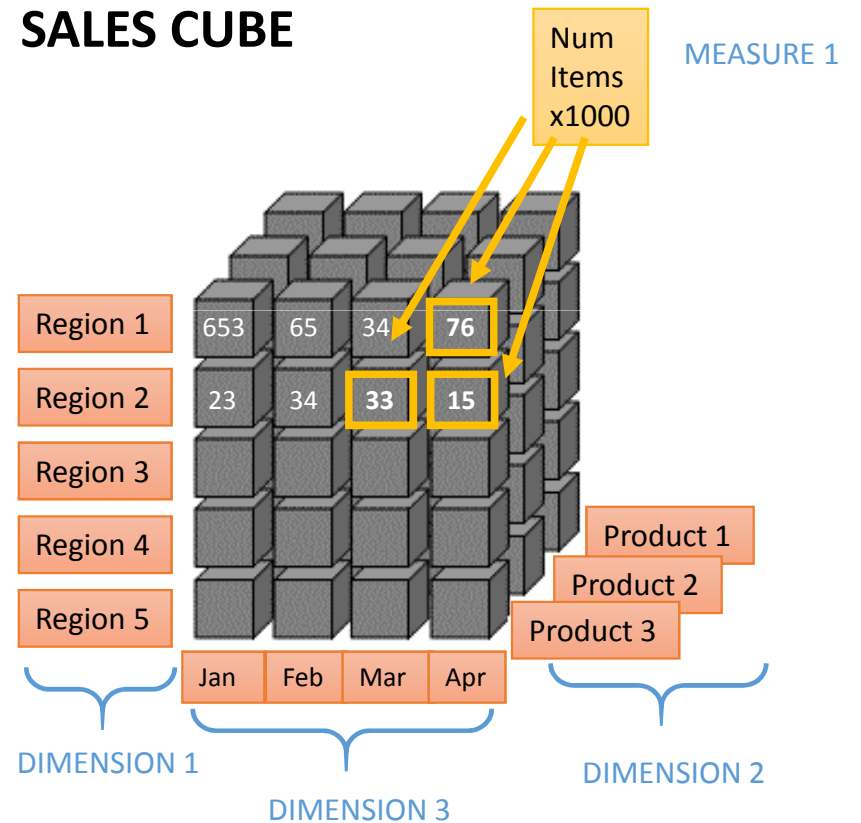 SALES CUBE
Num
Items
x1000
MEASURE 1
Region 1
653 65 34 76
Region 2
23 34 33 15
Region 3
Region 4
Region 5
Product 1
Product 2
Product 3
Jan Feb Mar Apr
DIMENSION 1
DIMENSION 2
DIMENSION 3